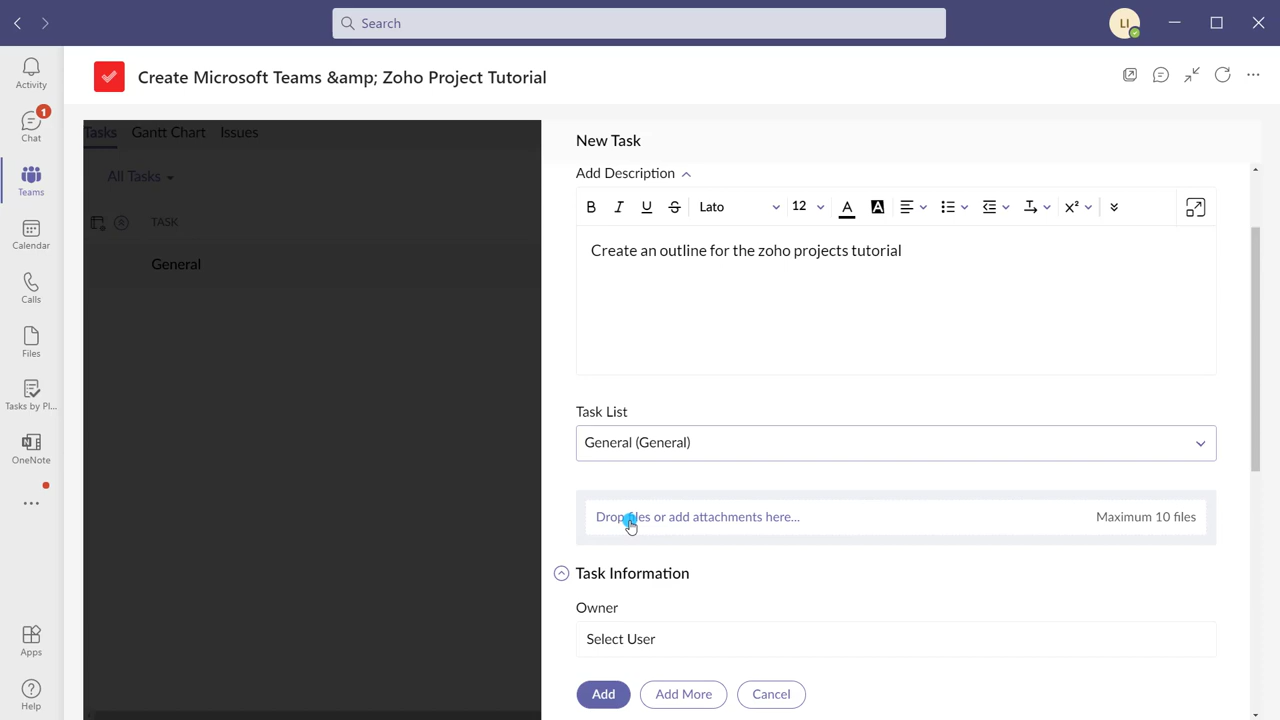 Search
LI
Activity
1
Chat
Teams
Calendar
Calls
Files
Tasks by Pl...
OneNote
Apps
Help
Create Microsoft Teams &amp; Zoho Project Tutorial
Tasks Gantt Chart Issues
All Tasks
TASK
General
New Task
Add Description
B I U S Lato 12 A A X²
Create an outline for the zoho projects tutorial
Task List
General (General)
Drop files or add attachments here... Maximum 10 files
Task Information
Owner
Select User
Add Add More Cancel